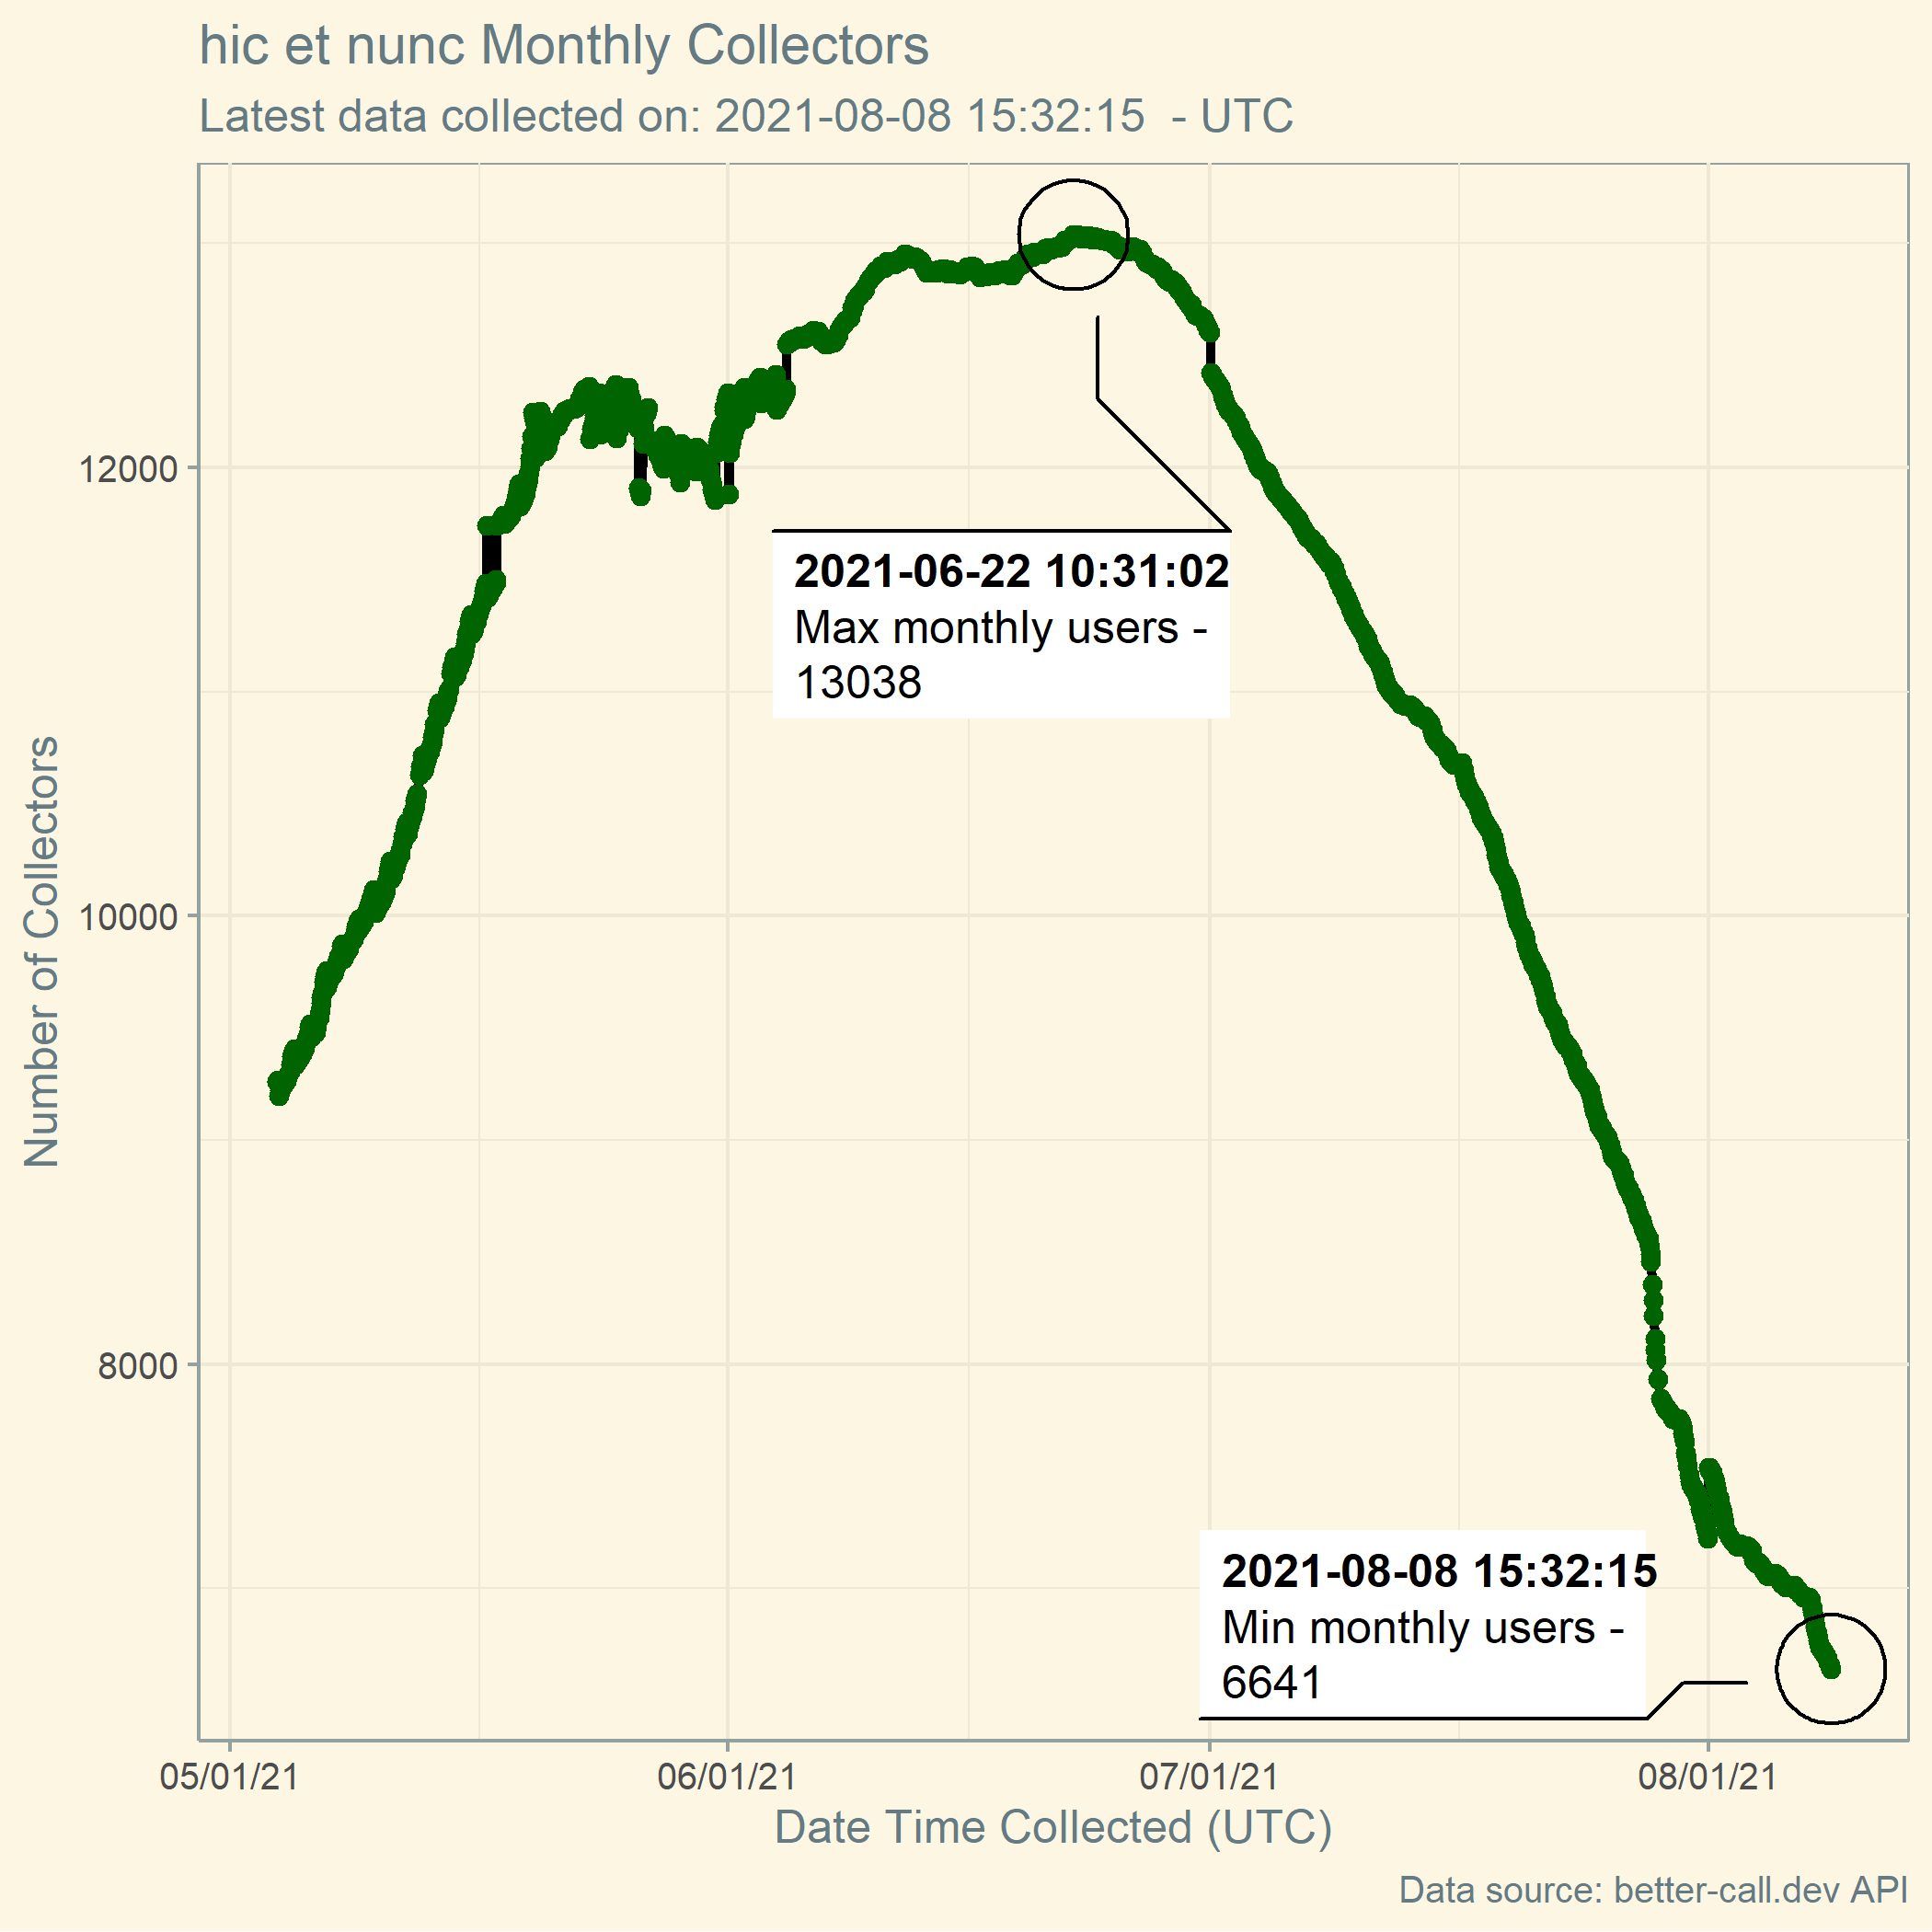 hic et nunc Monthly Collectors
Latest data collected on: 2021-08-08 15:32:15  - UTC
Number of Collectors
12000
10000
8000
2021-06-22 10:31:02
Max monthly users -
13038
2021-08-08 15:32:15
Min monthly users -
6641
05/01/21
06/01/21
07/01/21
08/01/21
Date Time Collected (UTC)
Data source: better-call.dev API